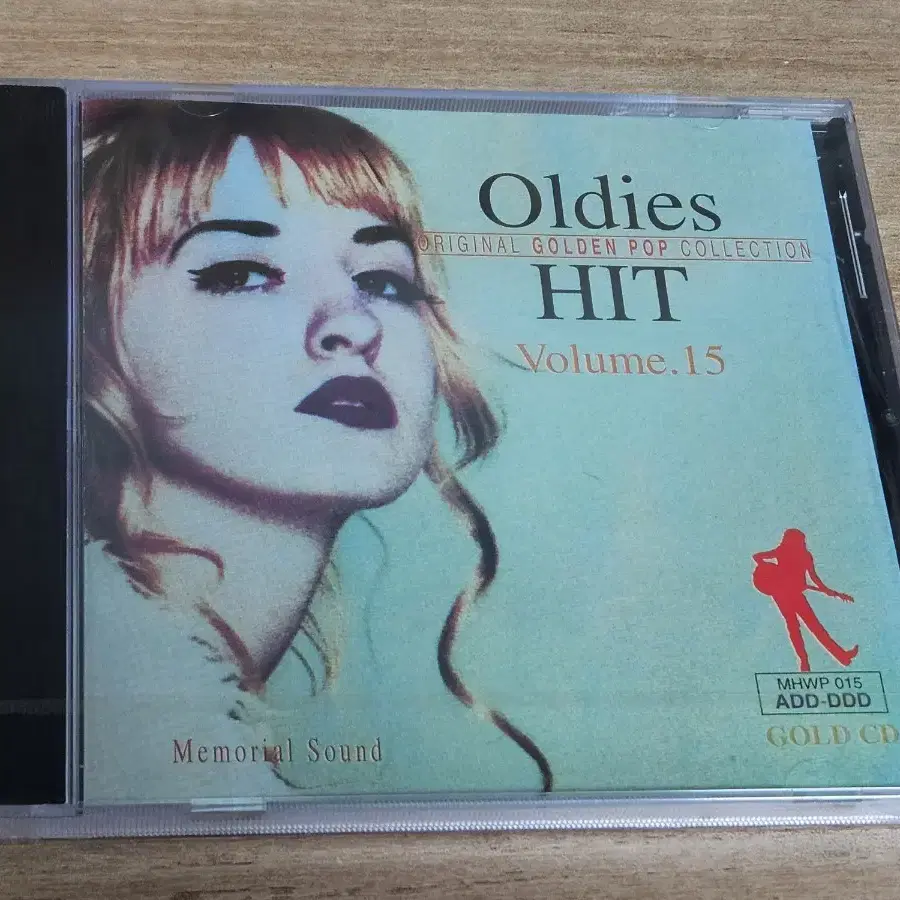 Oldies
ORIGINAL GOLDEN POP COLLECTION
HIT
Volume.15
MHWP 015
ADD-DDD
GOLD CD
Memorial Sound